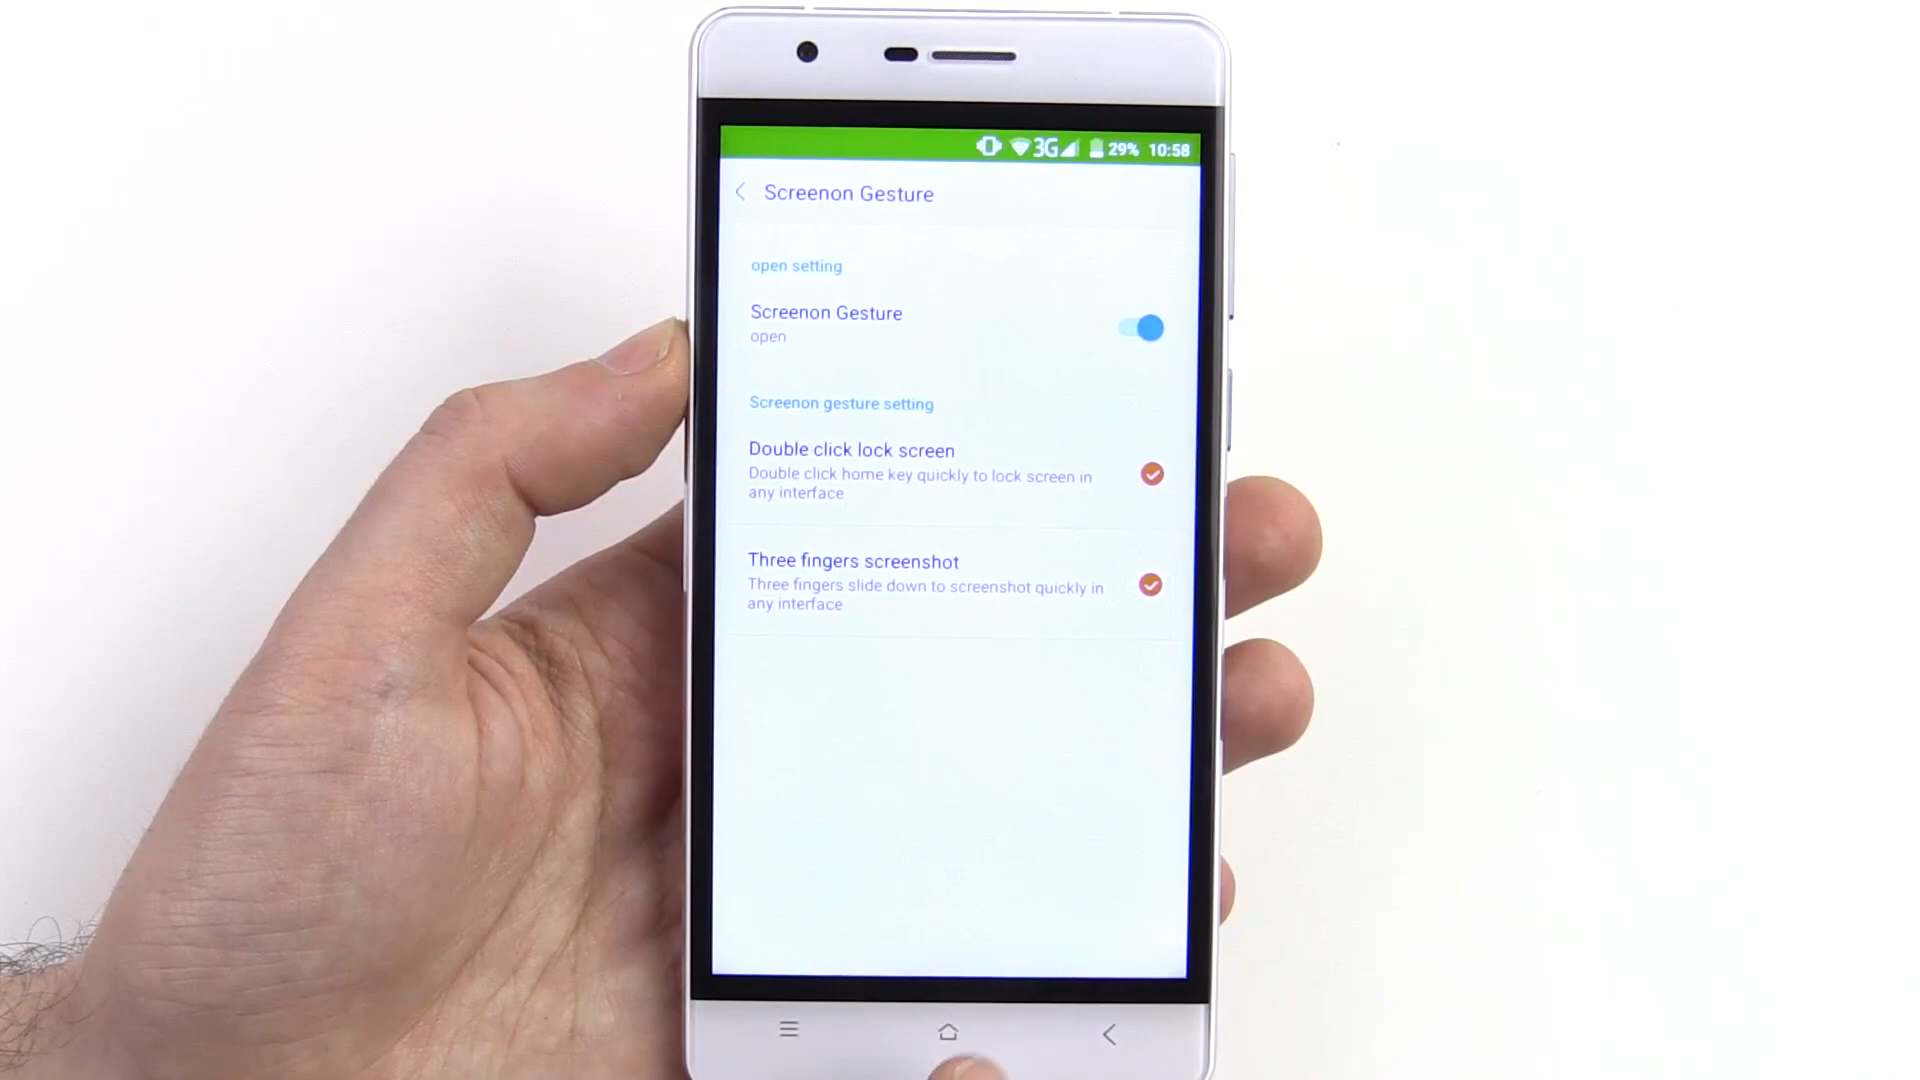 3G 29% 10:58
Screenon Gesture
open setting
Screenon Gesture
open
Screenon gesture setting
Double click lock screen
Double click home key quickly to lock screen in
any interface
Three fingers screenshot
Three fingers slide down to screenshot quickly in
any interface